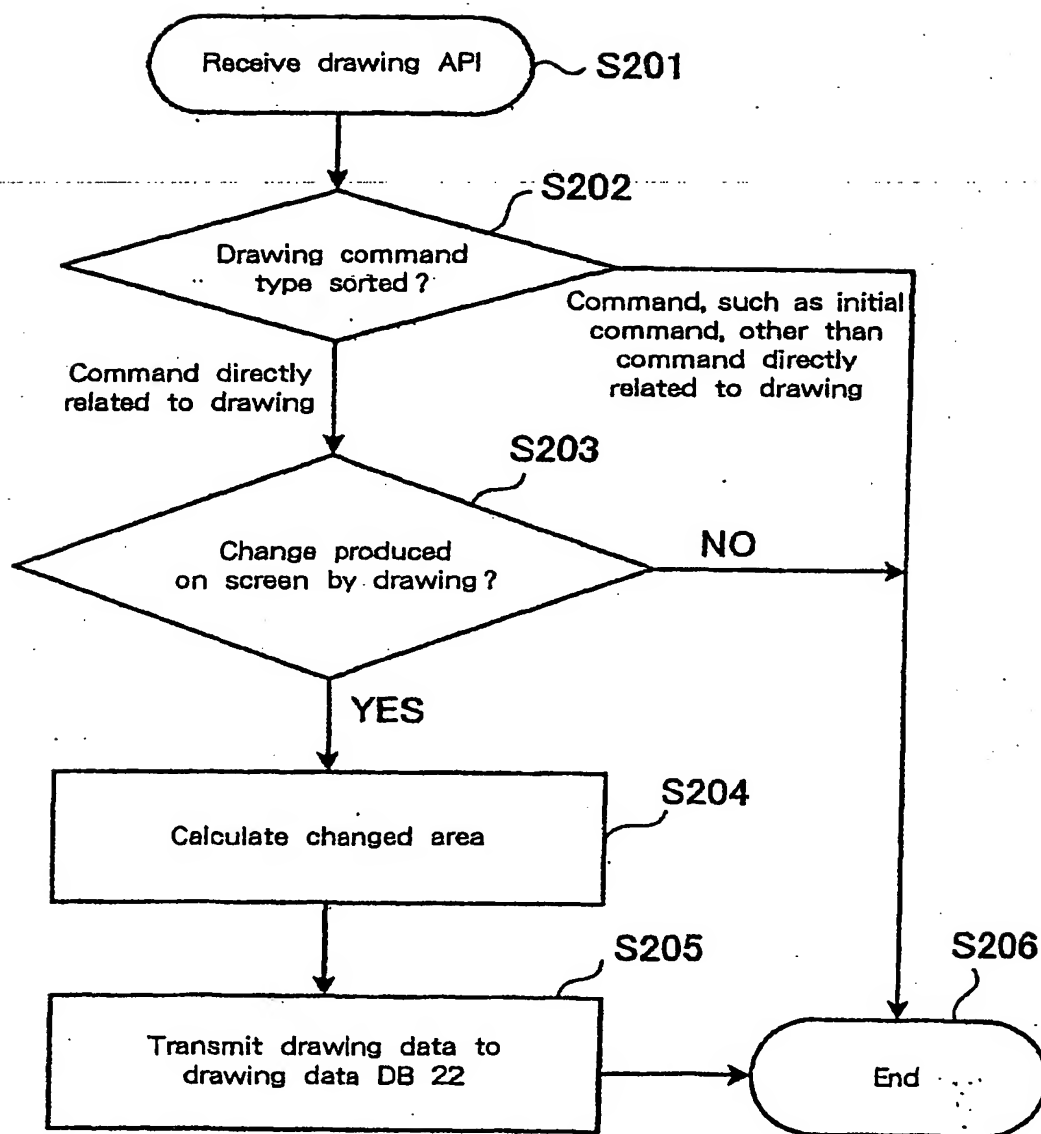 Receive drawing API
S201
S202
Drawing command
type sorted?
Command, such as initial
command, other than
command directly
related to drawing
Command directly
related to drawing
S203
Change produced
on screen by drawing?
NO
YES
S204
Calculate changed area
S205
S206
Transmit drawing data to
drawing data DB 22
End